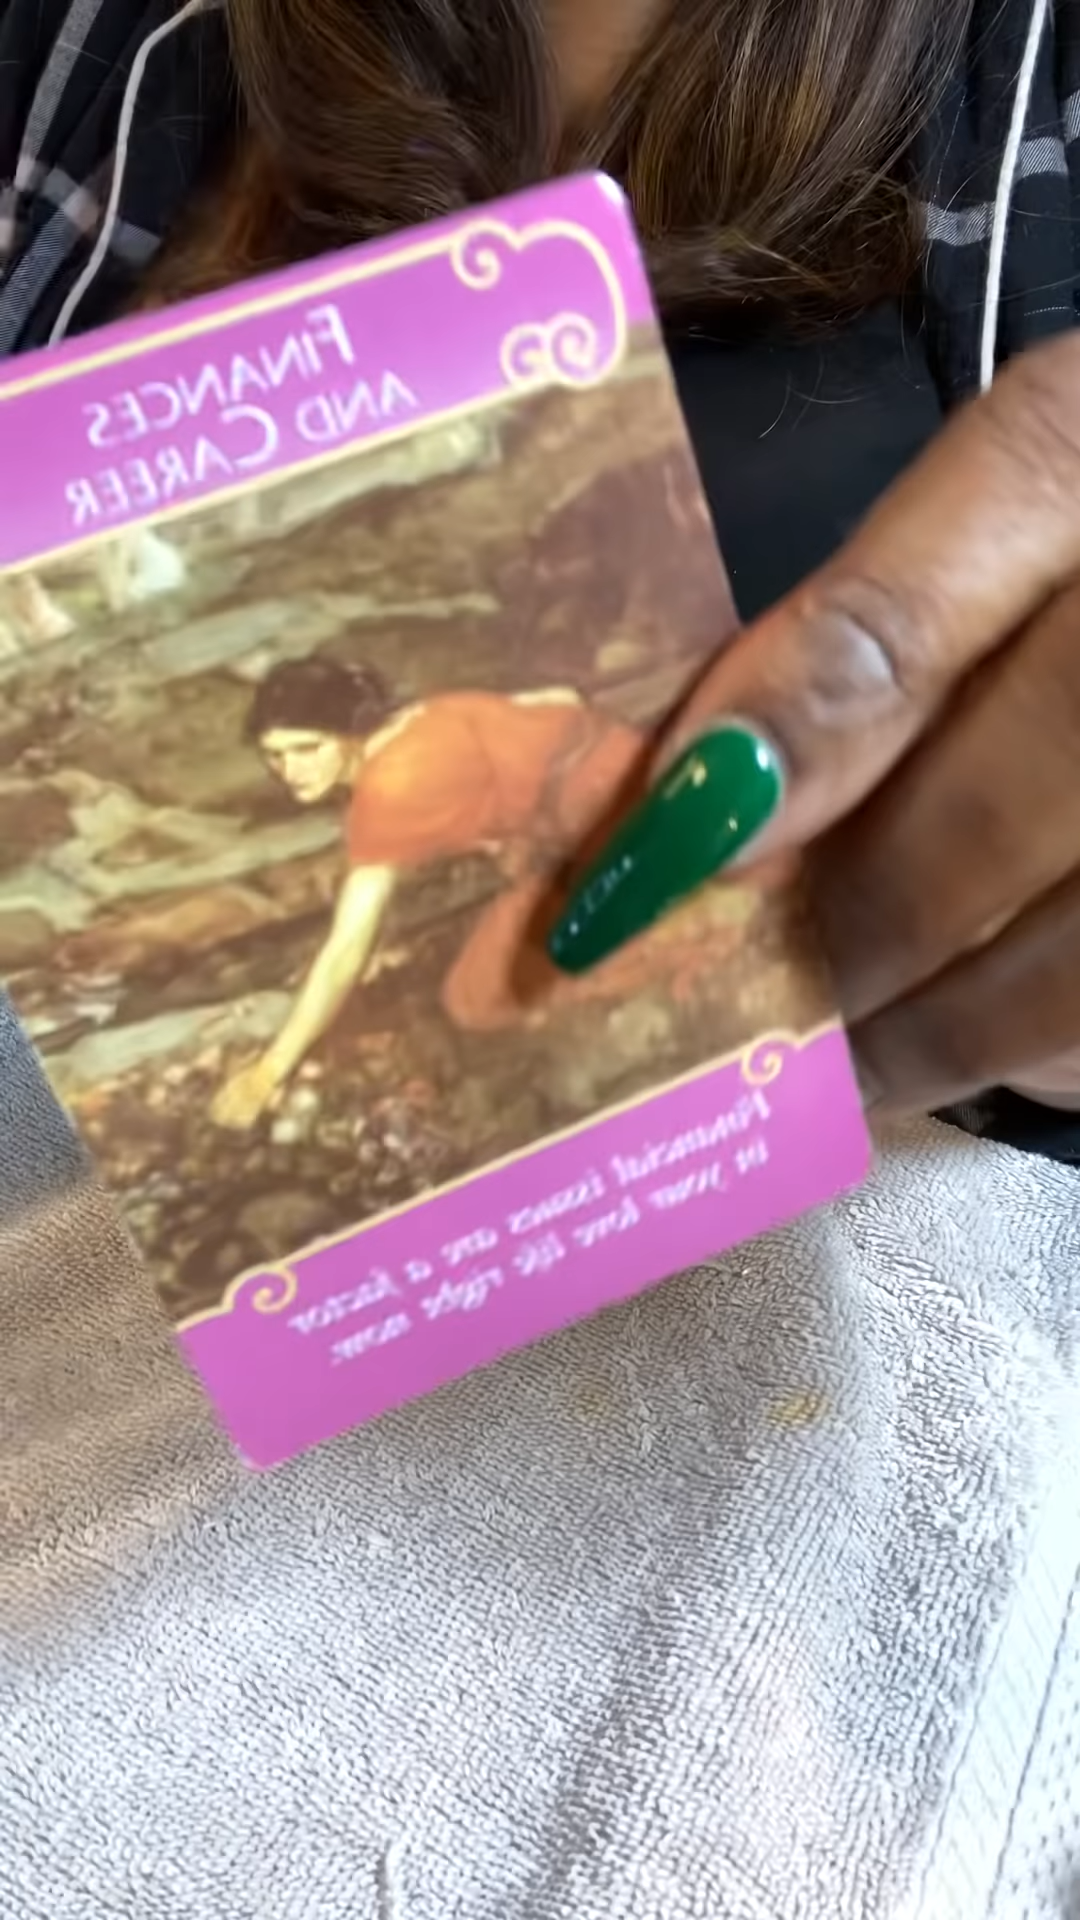 FINANCES
AND CAREER
Financial issues are a factor
in your love life right now.